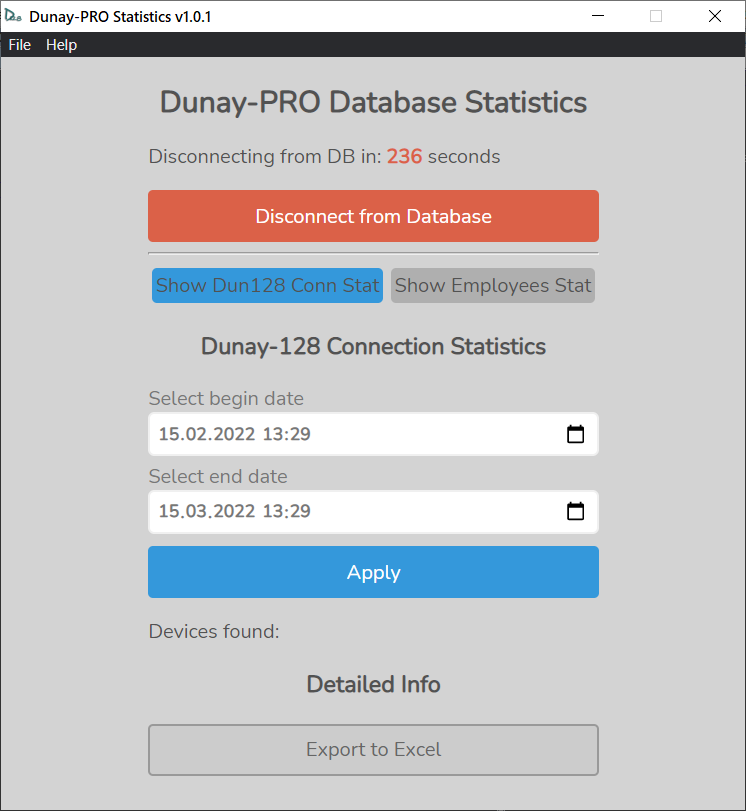 Dunay-PRO Statistics v1.0.1
File Help
Dunay-PRO Database Statistics
Disconnecting from DB in: 236 seconds
Disconnect from Database
Show Dun128 Conn Stat Show Employees Stat
Dunay-128 Connection Statistics
Select begin date
15.02.2022 13:29
Select end date
15.03.2022 13:29
Apply
Devices found:
Detailed Info
Export to Excel